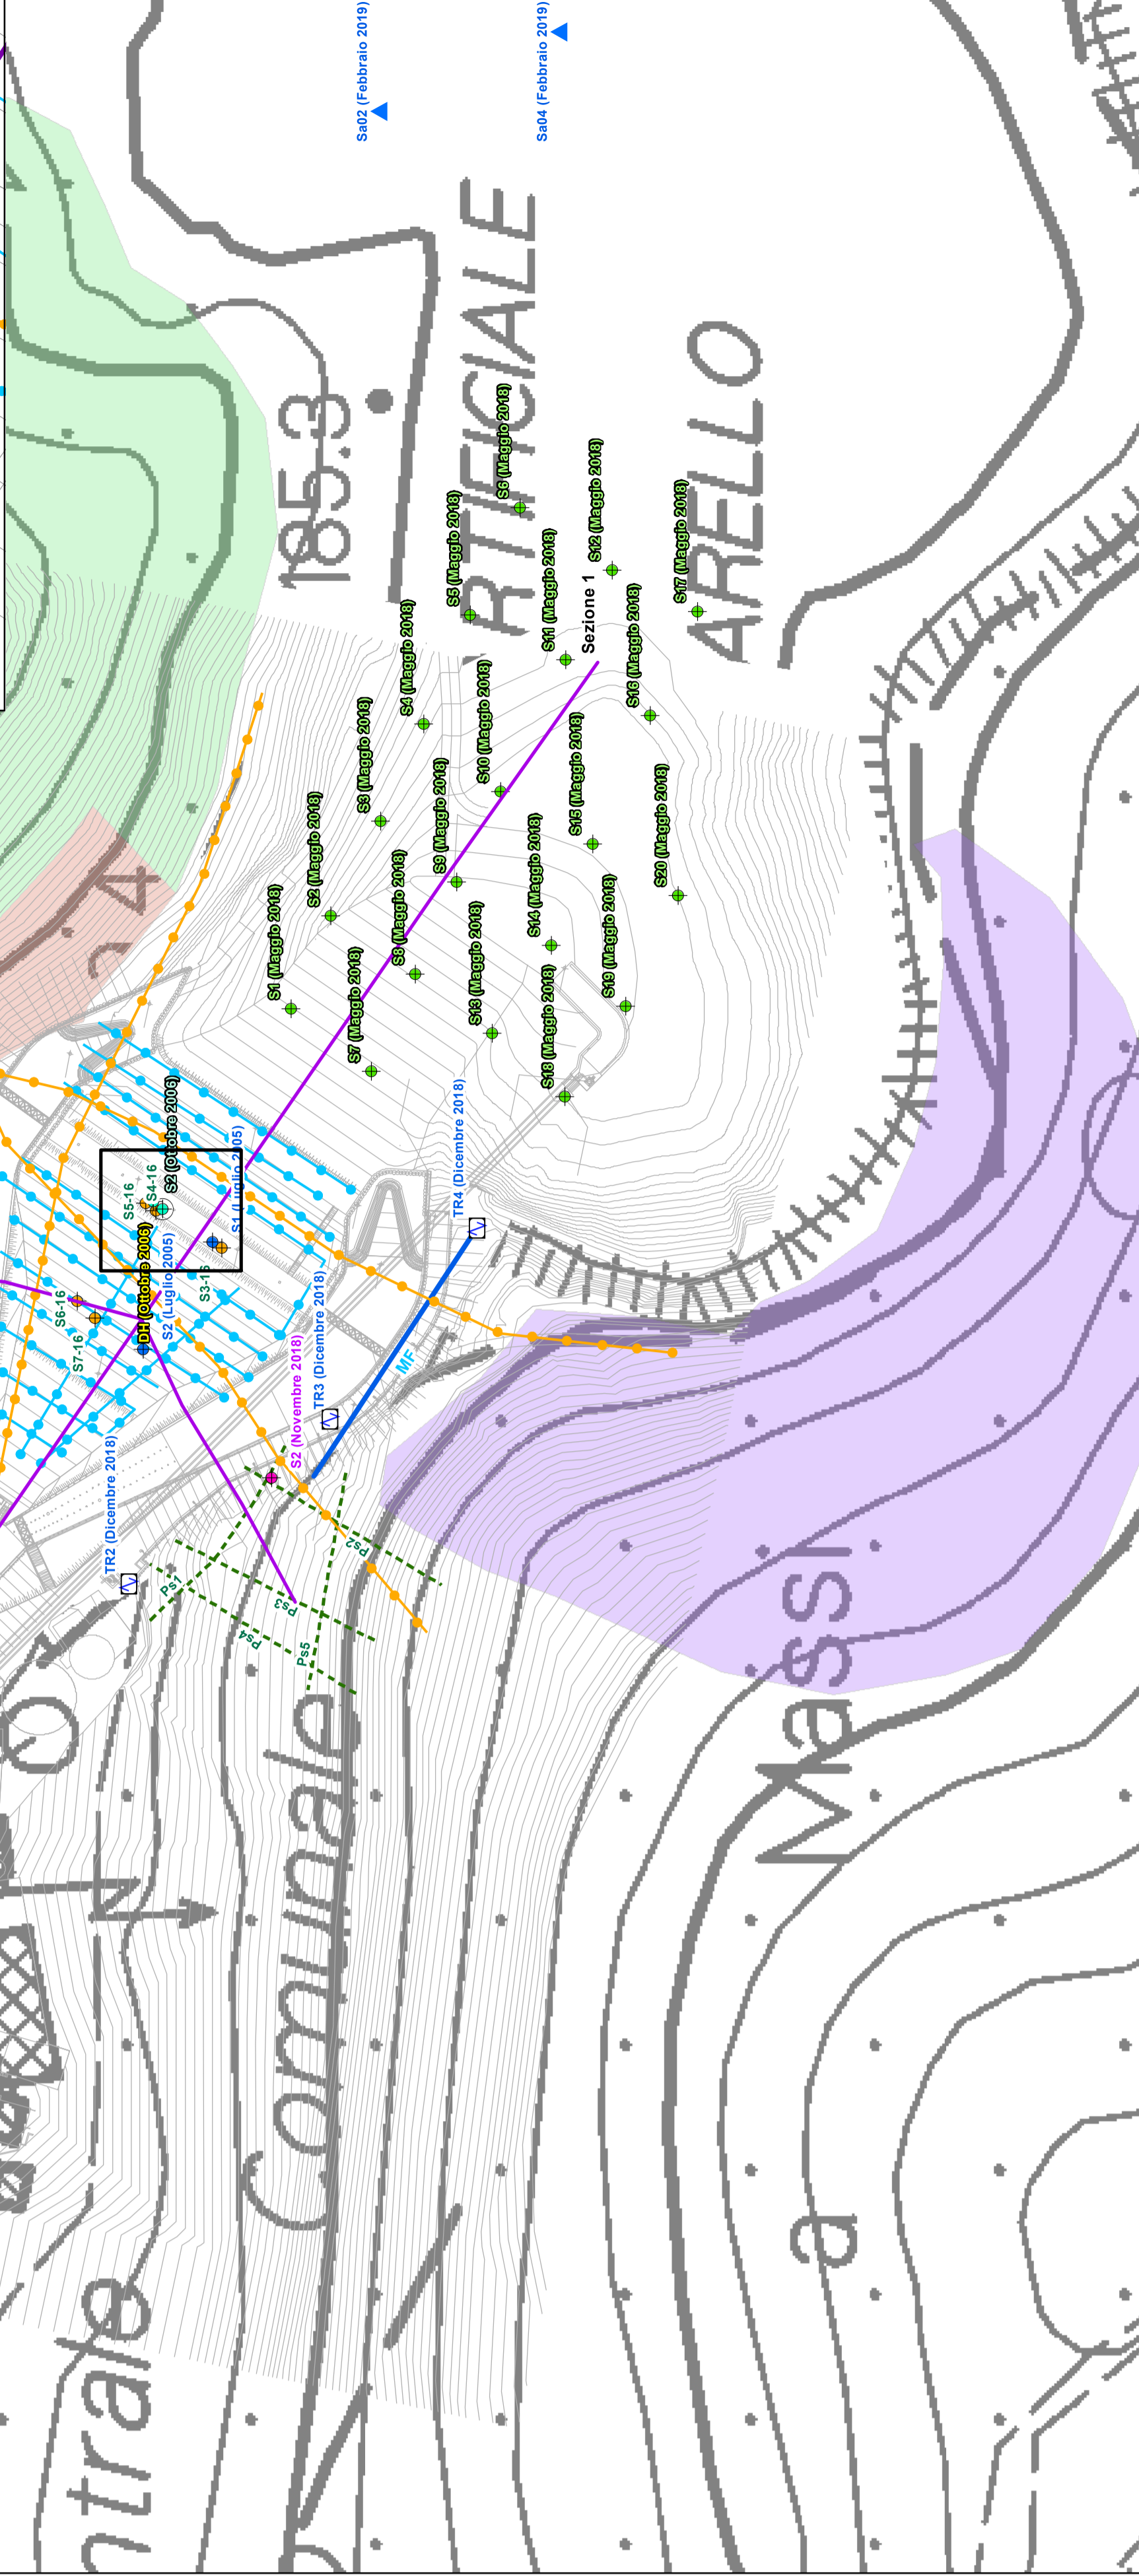 Sa02 (Febbraio 2019)
Sa04 (Febbraio 2019)
RTIFICIALE
ARELLO
185.3
S6 (Maggio 2018)
S5 (Maggio 2018)
S12 (Maggio 2018)
S17 (Maggio 2018)
S11 (Maggio 2018)
Sezione 1
S16 (Maggio 2018)
S4 (Maggio 2018)
S10 (Maggio 2018)
S3 (Maggio 2018)
S15 (Maggio 2018)
S9 (Maggio 2018)
S20 (Maggio 2018)
S2 (Maggio 2018)
S14 (Maggio 2018)
S8 (Maggio 2018)
S19 (Maggio 2018)
S1 (Maggio 2018)
S13 (Maggio 2018)
S7 (Maggio 2018)
S18 (Maggio 2018)
4
S2 (Ottobre 2006)
S4-16
S5-16
S1 (Luglio 2005)
TR4 (Dicembre 2018)
DH (Ottobre 2006)
S2 (Luglio 2005)
S3-16
S6-16
S7-16
TR3 (Dicembre 2018)
S2 (Novembre 2018)
MF
TR2 (Dicembre 2018)
Ps1
Ps2
Ps3
Ps4
Ps5
Comunale
Massi
a
ntrale